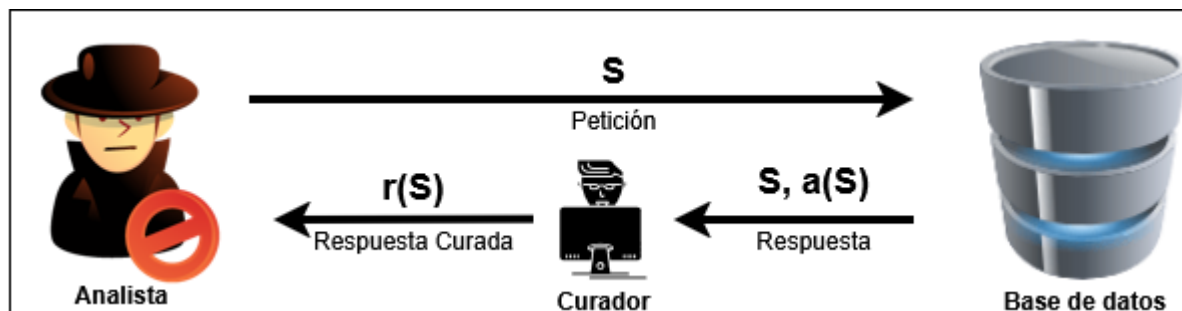 S
Petición
r(S)
Respuesta Curada
S, a(S)
Respuesta
Analista
Curador
Base de datos